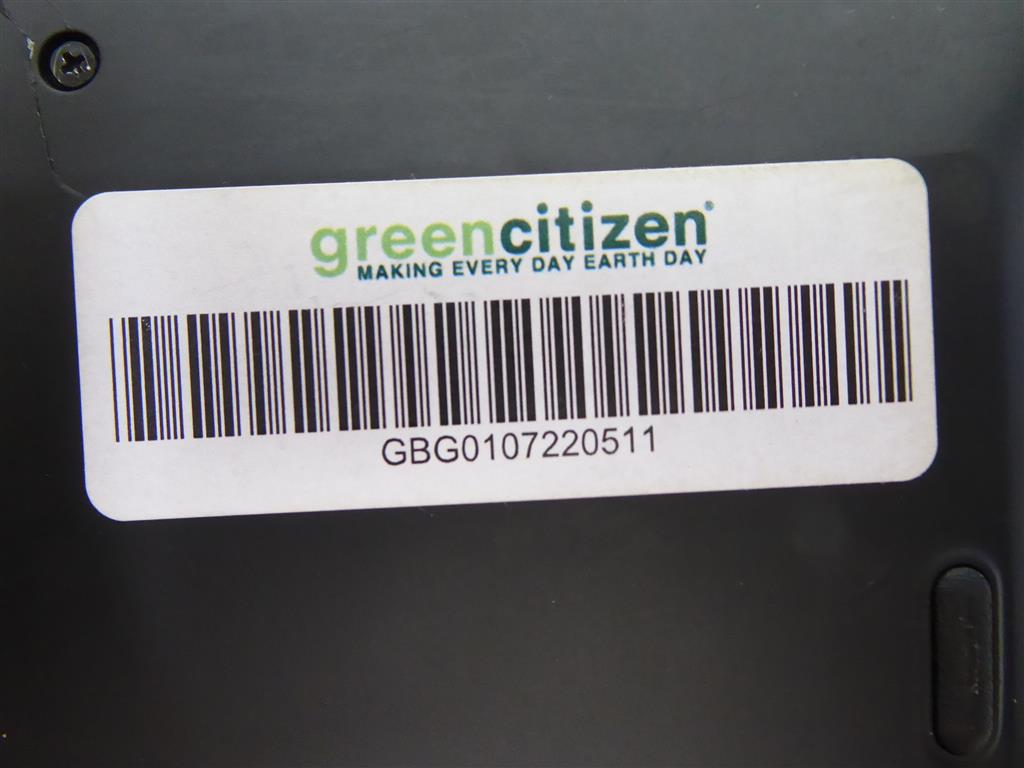 greencitizen®
MAKING EVERY DAY EARTH DAY
GBG0107220511